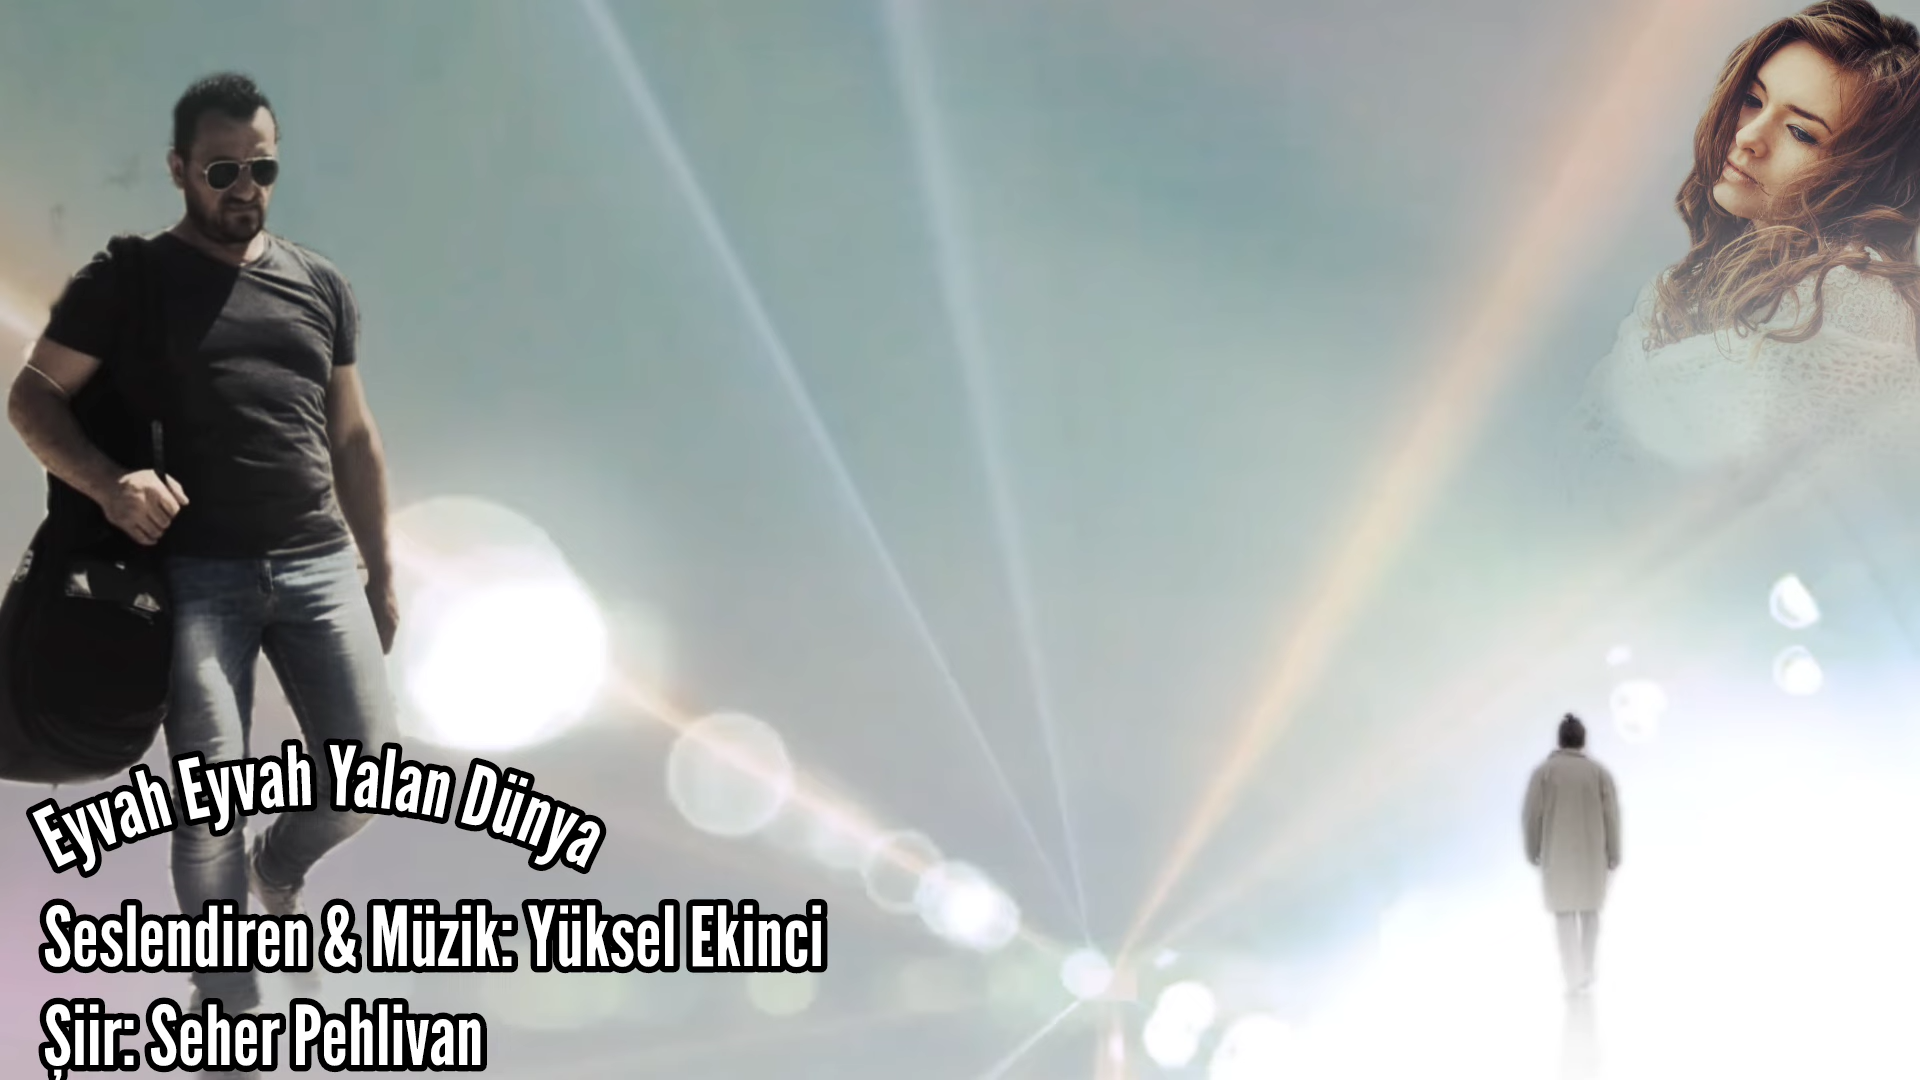 Eyvah Eyvah Yalan Dünya
Seslendiren & Müzik: Yüksel Ekinci
Şiir: Seher Pehlivan